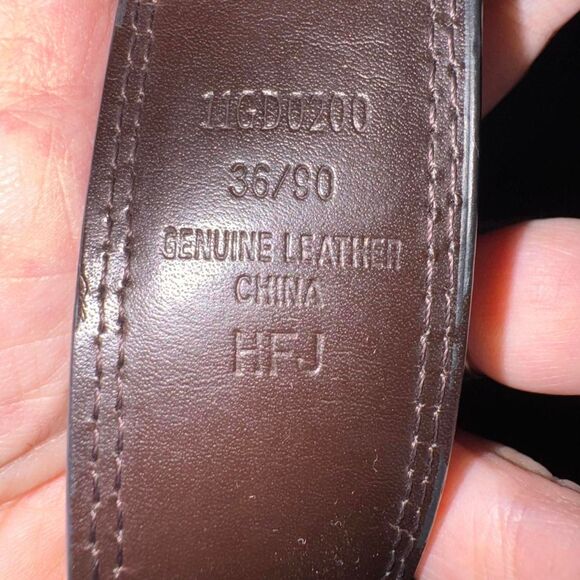 11GD0200
36/90
GENUINE LEATHER
CHINA
HFJ